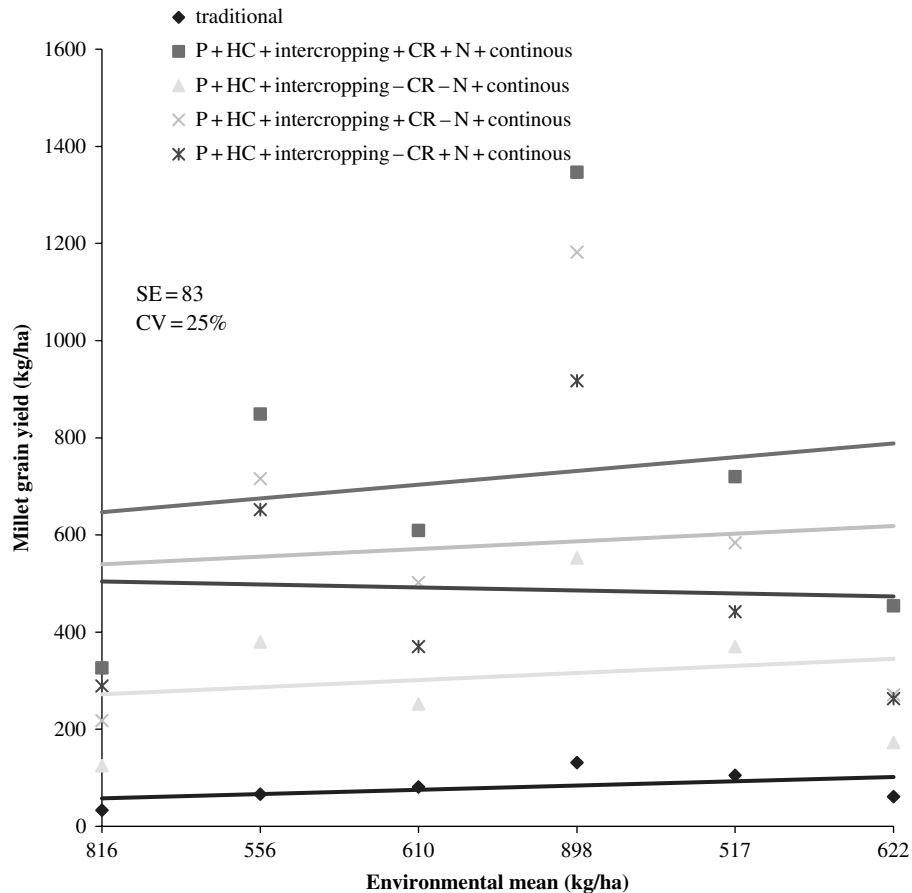 traditional
P + HC + intercropping + CR + N + continous
P + HC + intercropping – CR – N + continous
P + HC + intercropping + CR – N + continous
P + HC + intercropping – CR + N + continous
1600
1400
1200
1000
800
600
400
200
0
SE = 83
CV = 25%
Millet grain yield (kg/ha)
816
556
610
898
517
622
Environmental mean (kg/ha)